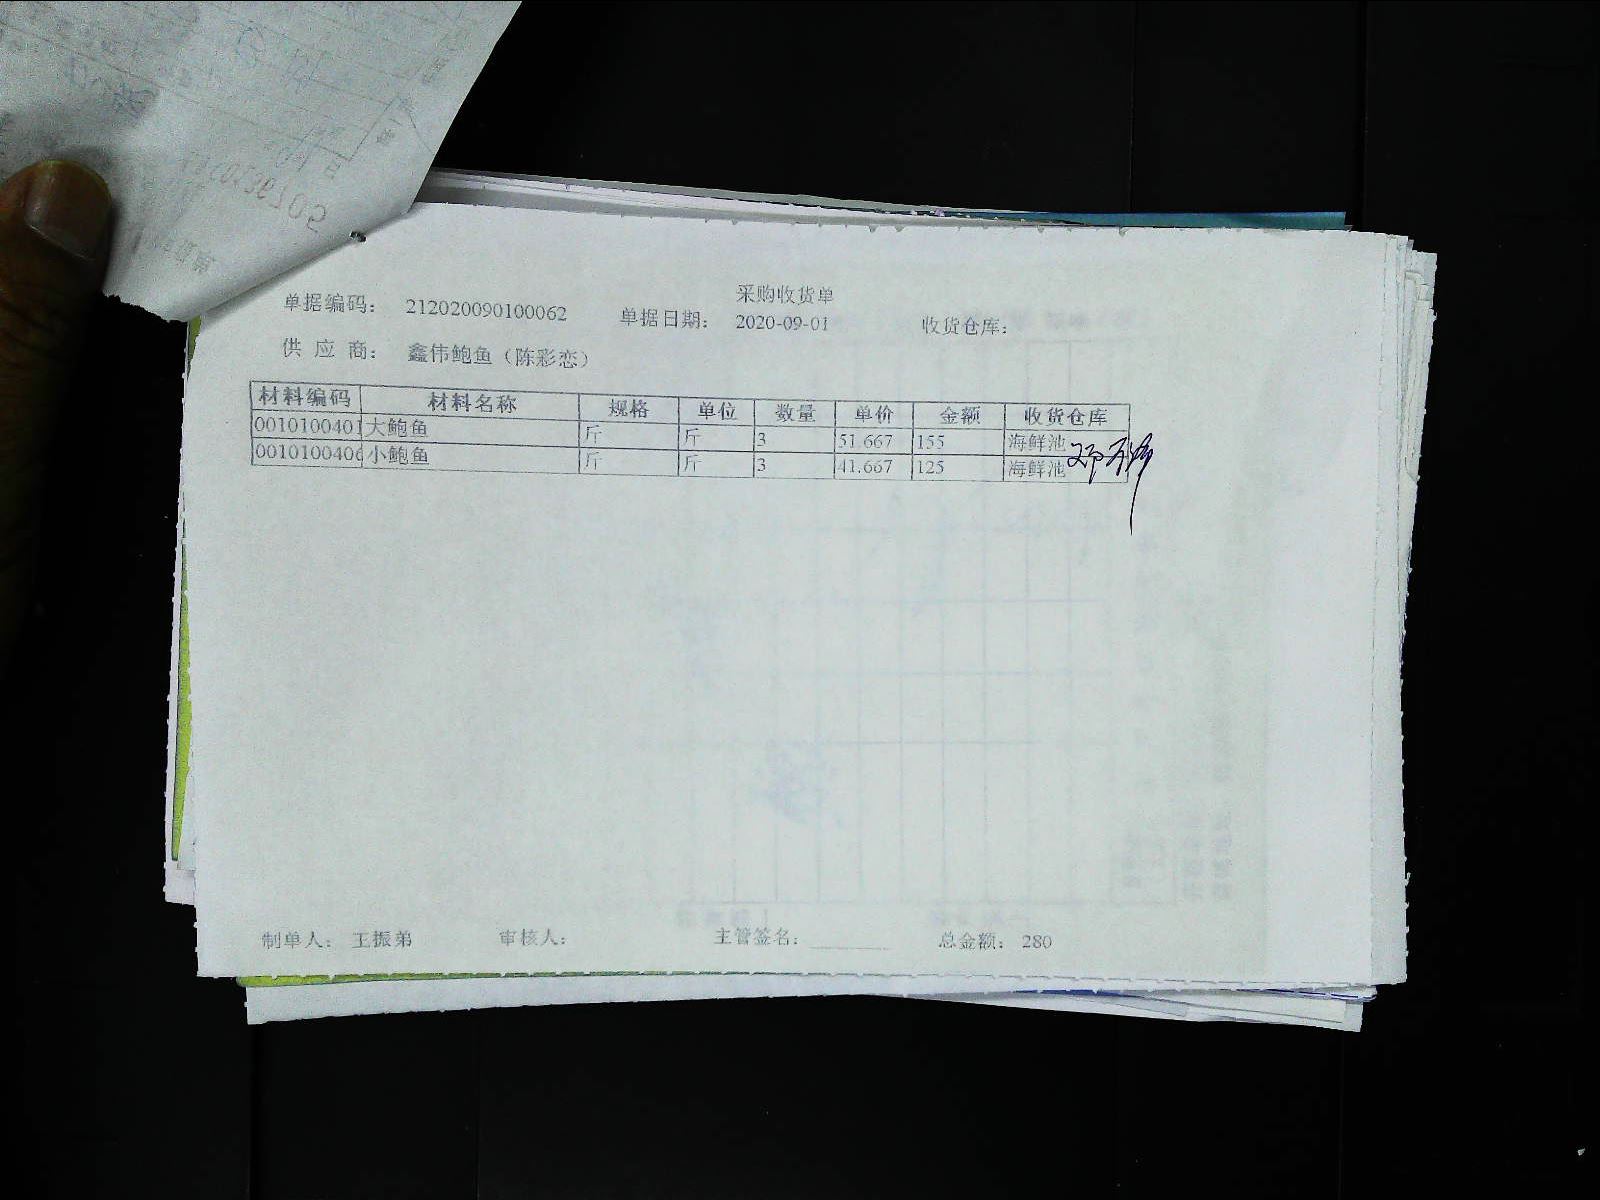 采购收货单
单据编码: 212020090100062 单据日期: 2020-09-01 收货仓库:
供 应 商: 鑫伟鲍鱼(陈彩恋)
材料编码 材料名称 规格 单位 数量 单价 金额 收货仓库
0010100401 大鲍鱼 斤 斤 3 51.667 155 海鲜池
001010040 小鲍鱼 斤 斤 3 41.667 125 海鲜池
制单人: 王振弟 审核人: 主管签名: 总金额: 280